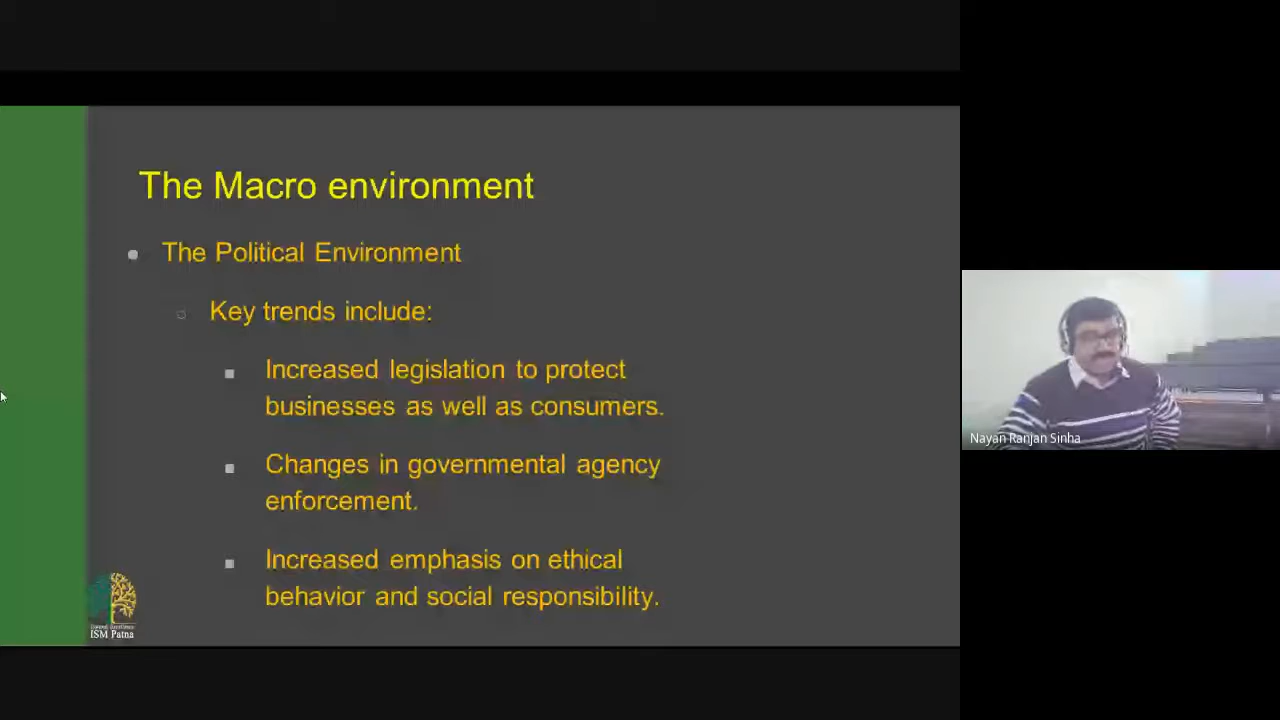 The Macro environment
The Political Environment
Key trends include:
Increased legislation to protect
businesses as well as consumers.
Changes in governmental agency
enforcement.
Increased emphasis on ethical
behavior and social responsibility.
ISM Patna
Nayan Ranjan Sinha